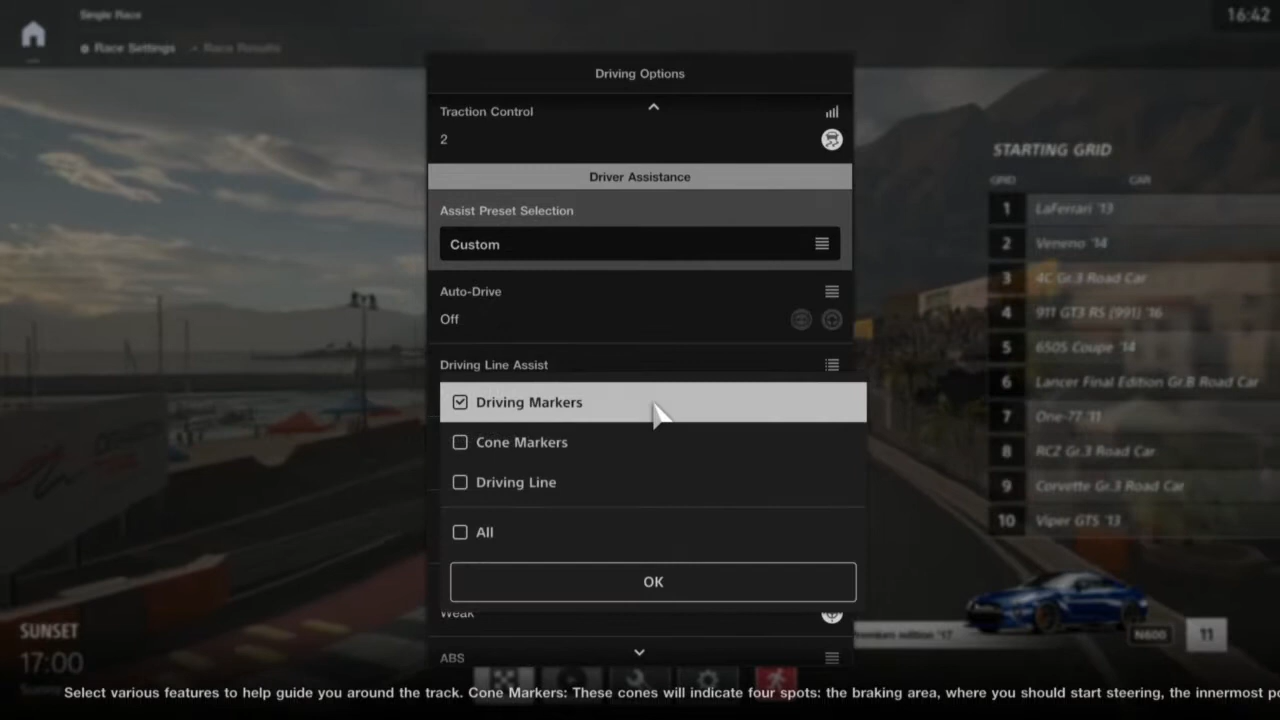 Single Race
16:42
Race Settings
Race Results
Driving Options
Traction Control
2
Driver Assistance
Assist Preset Selection
Custom
Auto-Drive
Off
Driving Line Assist
Driving Markers
Cone Markers
Driving Line
All
OK
Weak
ABS
STARTING GRID
GRID CAR
1 LaFerrari '13
2 Veneno '14
3 4C Gr.3 Road Car
4 911 GT3 RS (991) '16
5 650S Coupe '14
6 Lancer Final Edition Gr.B Road Car
7 One-77 '11
8 RCZ Gr.3 Road Car
9 Corvette Gr.3 Road Car
10 Viper GTS '13
edition '17
N600
11
SUNSET
17:00
Select various features to help guide you around the track. Cone Markers: These cones will indicate four spots: the braking area, where you should start steering, the innermost po